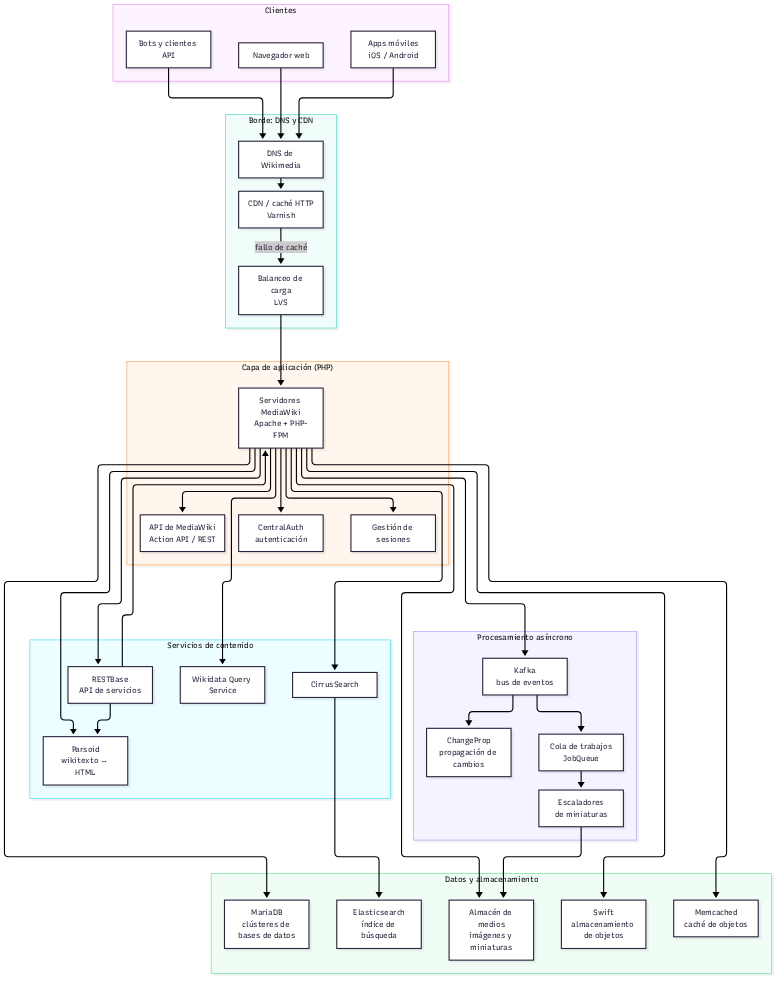 Clientes
Bots y clientes
API
Navegador web
Apps móviles
iOS / Android
Borde: DNS y CDN
DNS de
Wikimedia
CDN / caché HTTP
Varnish
fallo de caché
Balanceo de
carga
LVS
Capa de aplicación (PHP)
Servidores
MediaWiki
Apache + PHP-
FPM
API de MediaWiki
Action API / REST
CentralAuth
autenticación
Gestión de
sesiones
Servicios de contenido
RESTBase
API de servicios
Wikidata Query
Service
CirrusSearch
Parsoid
wikitexto ↔
HTML
Procesamiento asíncrono
Kafka
bus de eventos
ChangeProp
propagación de
cambios
Cola de trabajos
JobQueue
Escaladores
de miniaturas
Datos y almacenamiento
MariaDB
clústeres de
bases de datos
Elasticsearch
índice de
búsqueda
Almacén de
medios
imágenes y
miniaturas
Swift
almacenamiento
de objetos
Memcached
caché de objetos